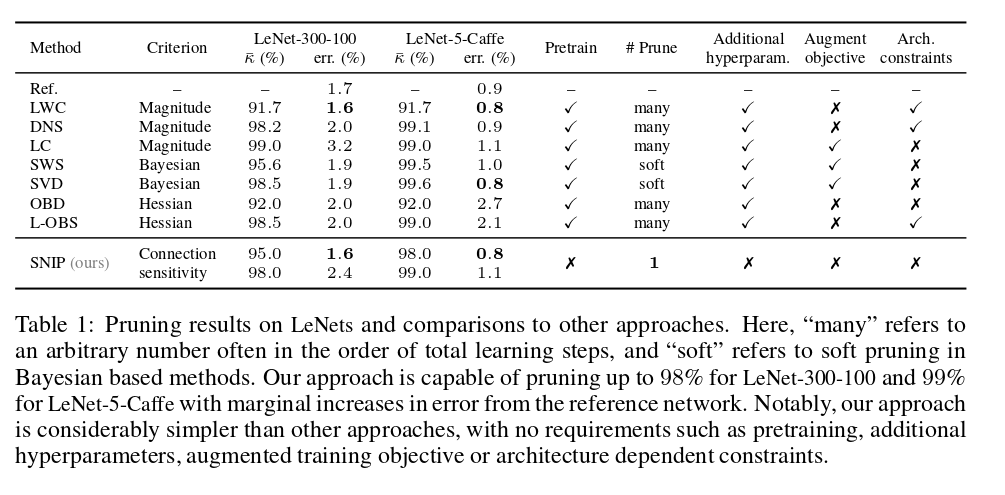 Method Criterion LeNet-300-100 LeNet-5-Caffe Pretrain # Prune Additional hyperparam. Augment objective Arch. constraints
κ̄ (%) err. (%) κ̄ (%) err. (%)
Ref. – – 1.7 – 0.9 – – – – –
LWC Magnitude 91.7 1.6 91.7 0.8 ✓ many ✓ ✗ ✓
DNS Magnitude 98.2 2.0 99.1 0.9 ✓ many ✓ ✗ ✓
LC Magnitude 99.0 3.2 99.0 1.1 ✓ many ✓ ✓ ✗
SWS Bayesian 95.6 1.9 99.5 1.0 ✓ soft ✓ ✓ ✗
SVD Bayesian 98.5 1.9 99.6 0.8 ✓ soft ✓ ✓ ✗
OBD Hessian 92.0 2.0 92.0 2.7 ✓ many ✓ ✗ ✗
L-OBS Hessian 98.5 2.0 99.0 2.1 ✓ many ✓ ✗ ✓
SNIP (ours) Connection sensitivity 95.0 1.6 98.0 0.8 ✗ 1 ✗ ✗ ✗
98.0 2.4 99.0 1.1
Table 1: Pruning results on LeNets and comparisons to other approaches. Here, “many” refers to
an arbitrary number often in the order of total learning steps, and “soft” refers to soft pruning in
Bayesian based methods. Our approach is capable of pruning up to 98% for LeNet-300-100 and 99%
for LeNet-5-Caffe with marginal increases in error from the reference network. Notably, our approach
is considerably simpler than other approaches, with no requirements such as pretraining, additional
hyperparameters, augmented training objective or architecture dependent constraints.